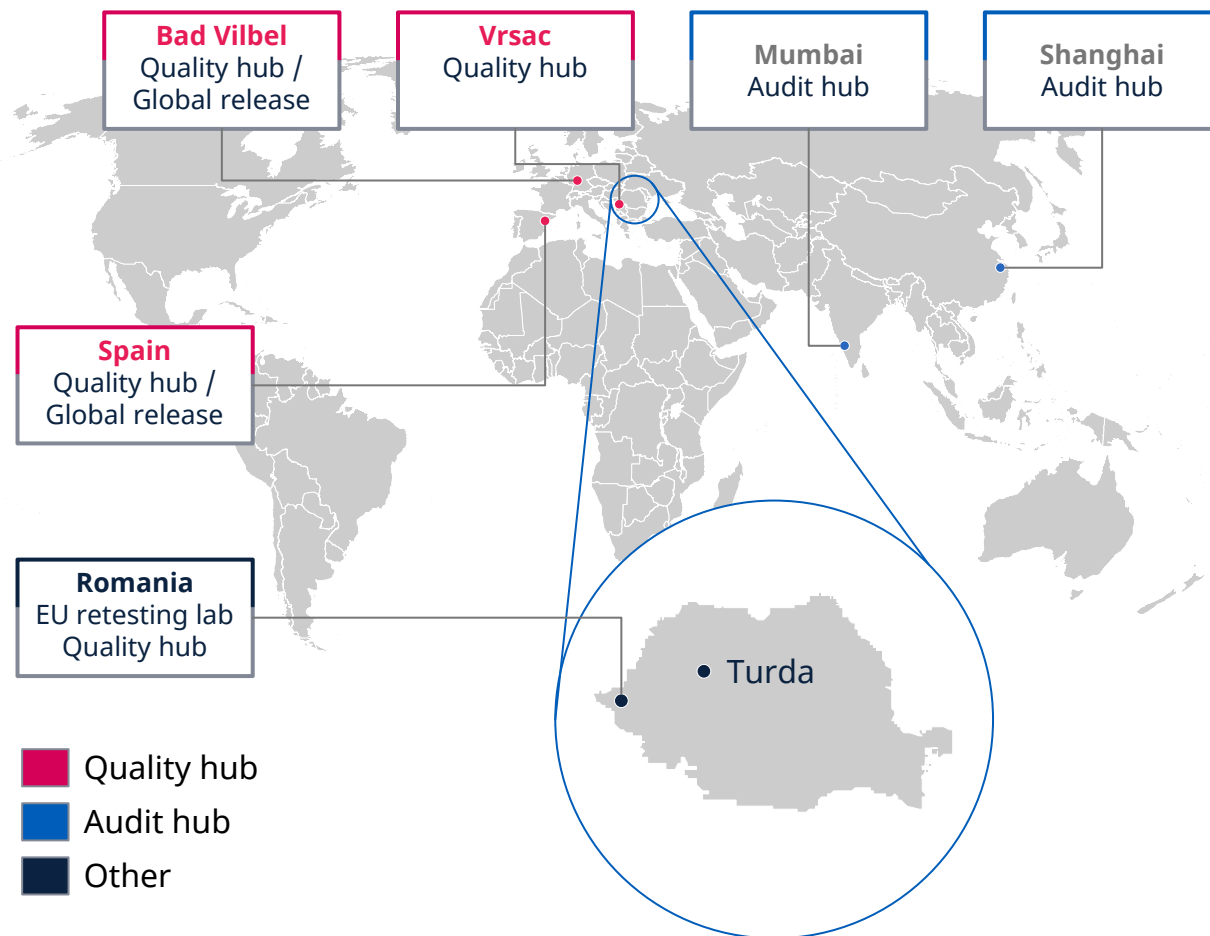 Bad Vilbel
Quality hub /
Global release
Vrsac
Quality hub
Mumbai
Audit hub
Shanghai
Audit hub
Spain
Quality hub /
Global release
Romania
EU retesting lab
Quality hub
Turda
Quality hub
Audit hub
Other